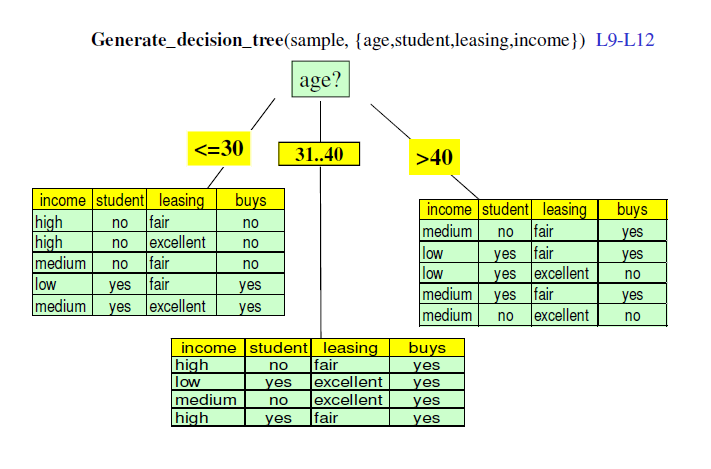 Generate_decision_tree(sample, {age,student,leasing,income}) L9-L12
age?
<=30
31..40
>40
income student leasing buys
high no fair no
high no excellent no
medium no fair no
low yes fair yes
medium yes excellent yes
income student leasing buys
medium no fair yes
low yes fair yes
low yes excellent no
medium yes fair yes
medium no excellent no
income student leasing buys
high no fair yes
low yes excellent yes
medium no excellent yes
high yes fair yes